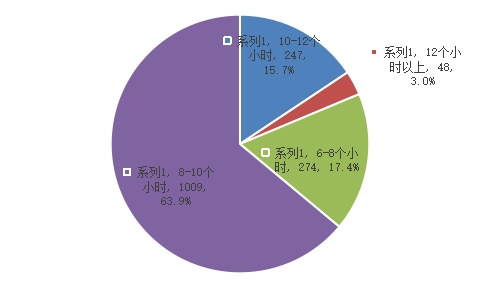 系列1, 10-12个
小时, 247,
15.7%
系列1, 12个小
时以上, 48,
3.0%
系列1, 6-8个小
时, 274, 17.4%
系列1, 8-10个
小时, 1009,
63.9%